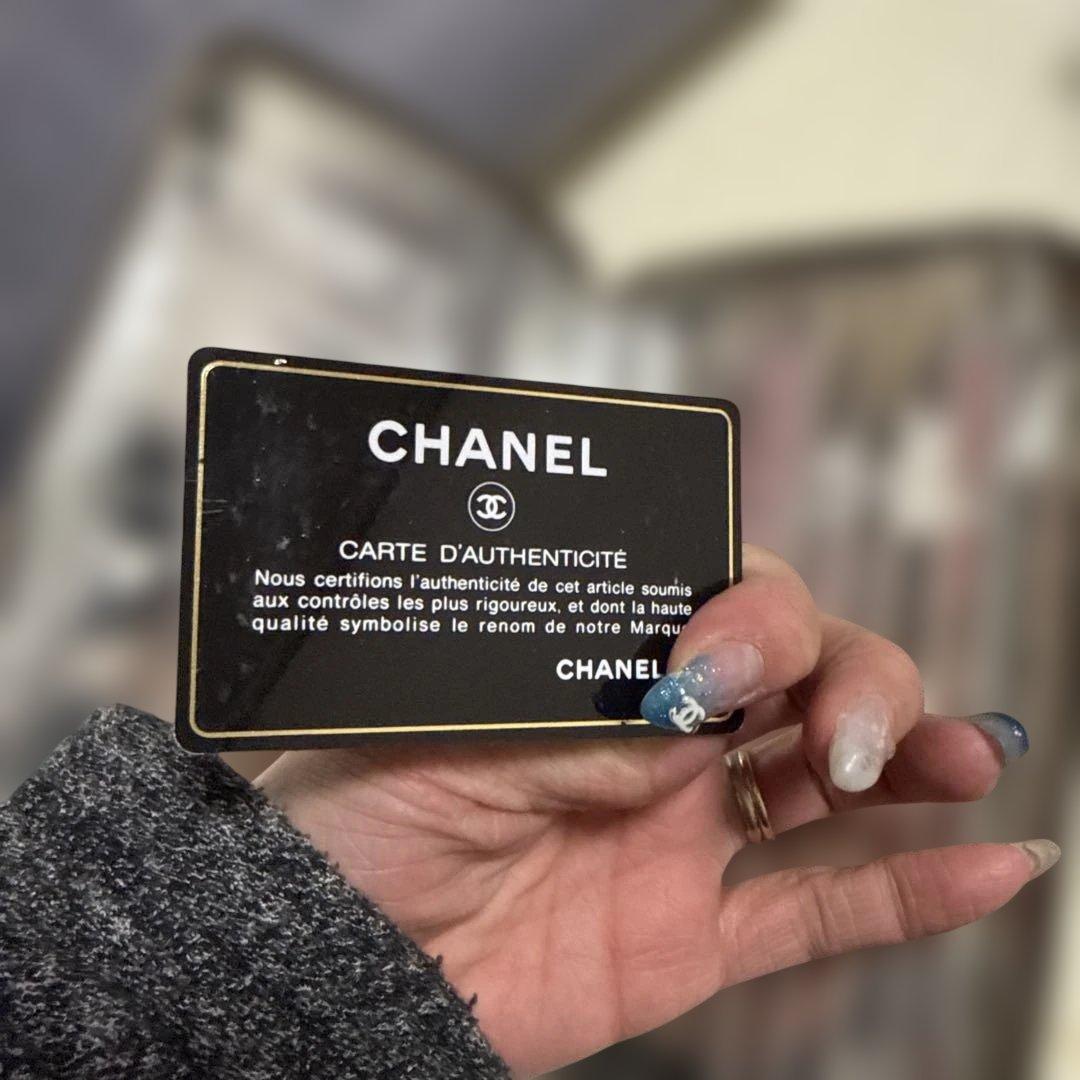 CHANEL
CARTE D'AUTHENTICITÉ
Nous certifions l'authenticité de cet article soumis
aux contrôles les plus rigoureux, et dont la haute
qualité symbolise le renom de notre
CHANEL